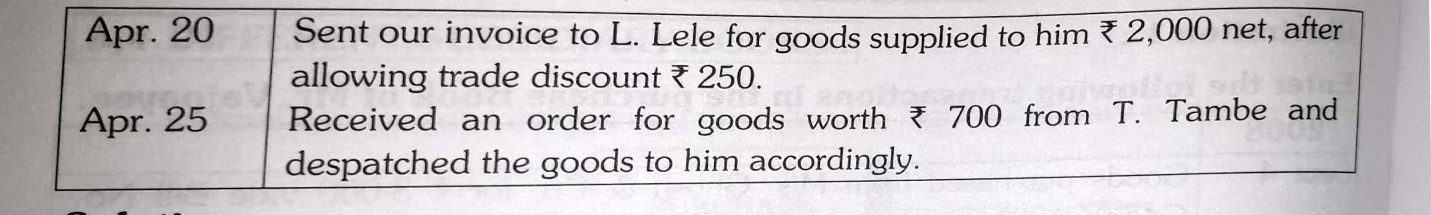 Apr. 20 Sent our invoice to L. Lele for goods supplied to him ₹ 2,000 net, after
allowing trade discount ₹ 250.
Apr. 25 Received an order for goods worth ₹ 700 from T. Tambe and
despatched the goods to him accordingly.